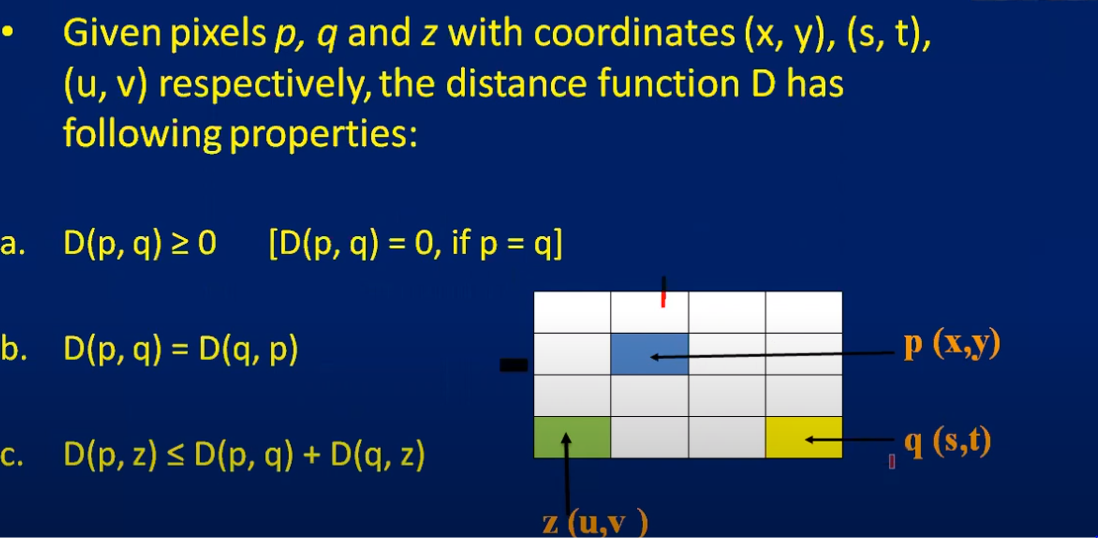 • Given pixels p, q and z with coordinates (x, y), (s, t),
(u, v) respectively, the distance function D has
following properties:
a. D(p, q) ≥ 0 [D(p, q) = 0, if p = q]
b. D(p, q) = D(q, p)
p (x,y)
c. D(p, z) ≤ D(p, q) + D(q, z)
q (s,t)
z (u,v )